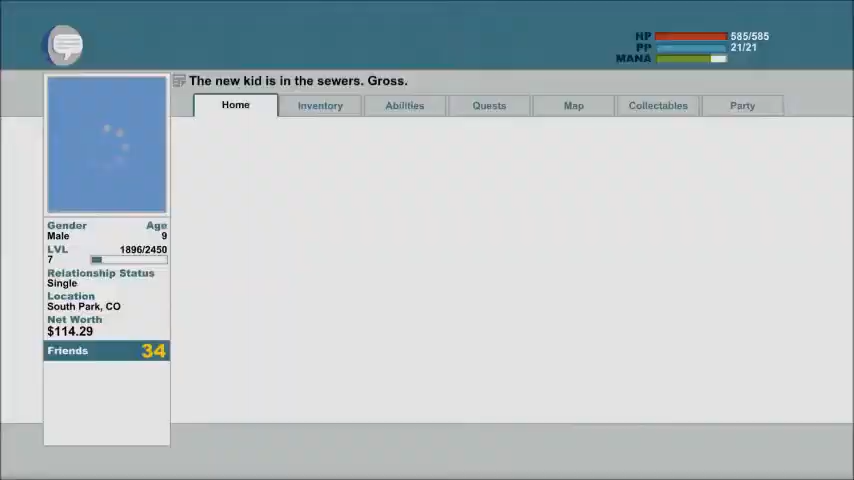 HP 585/585
PP 21/21
MANA
The new kid is in the sewers. Gross.
Home Inventory Abilities Quests Map Collectables Party
Gender Age
Male 9
LVL 1896/2450
7
Relationship Status
Single
Location
South Park, CO
Net Worth
$114.29
Friends 34